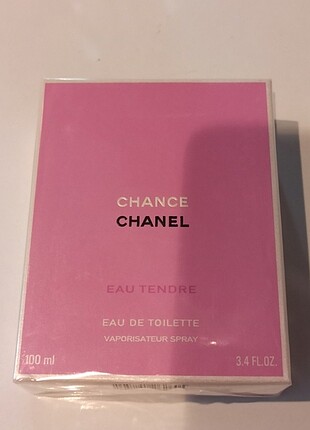 CHANCE
CHANEL
EAU TENDRE
EAU DE TOILETTE
VAPORISATEUR SPRAY
100 ml 3.4 FL.OZ.